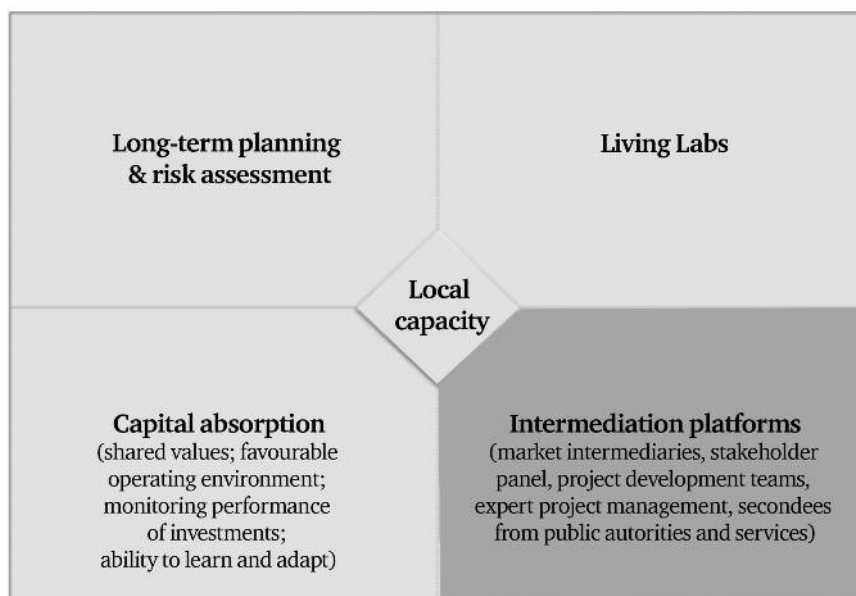 Long-term planning
& risk assessment
Living Labs
Local
capacity
Capital absorption
(shared values; favourable
operating environment;
monitoring performance
of investments;
ability to learn and adapt)
Intermediation platforms
(market intermediaries, stakeholder
panel, project development teams,
expert project management, secondees
from public autorities and services)